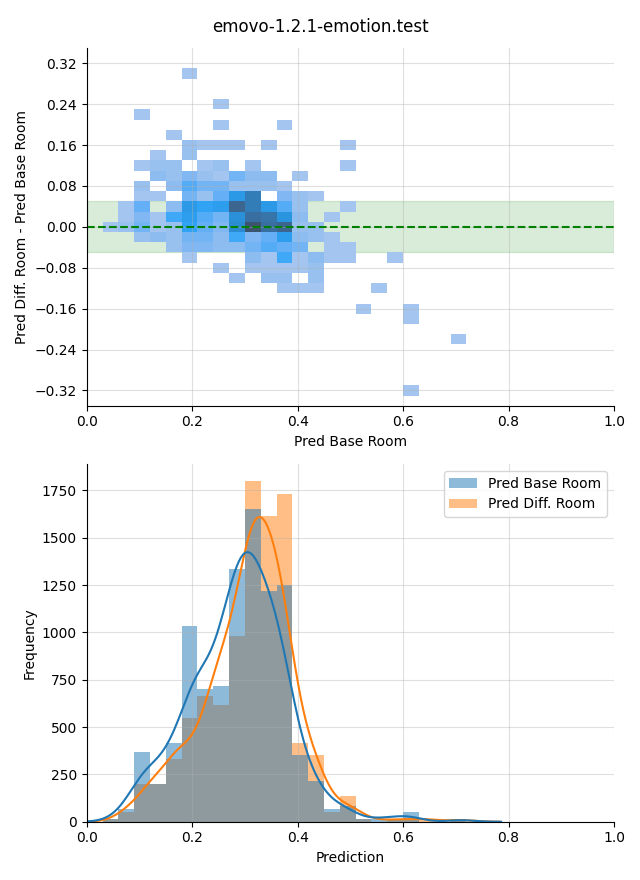 emovo-1.2.1-emotion.test
Pred Diff. Room - Pred Base Room
0.32
0.24
0.16
0.08
0.00
−0.08
−0.16
−0.24
−0.32
0.0 0.2 0.4 0.6 0.8 1.0
Pred Base Room
Frequency
1750
1500
1250
1000
750
500
250
0
Pred Base Room
Pred Diff. Room
0.0 0.2 0.4 0.6 0.8 1.0
Prediction